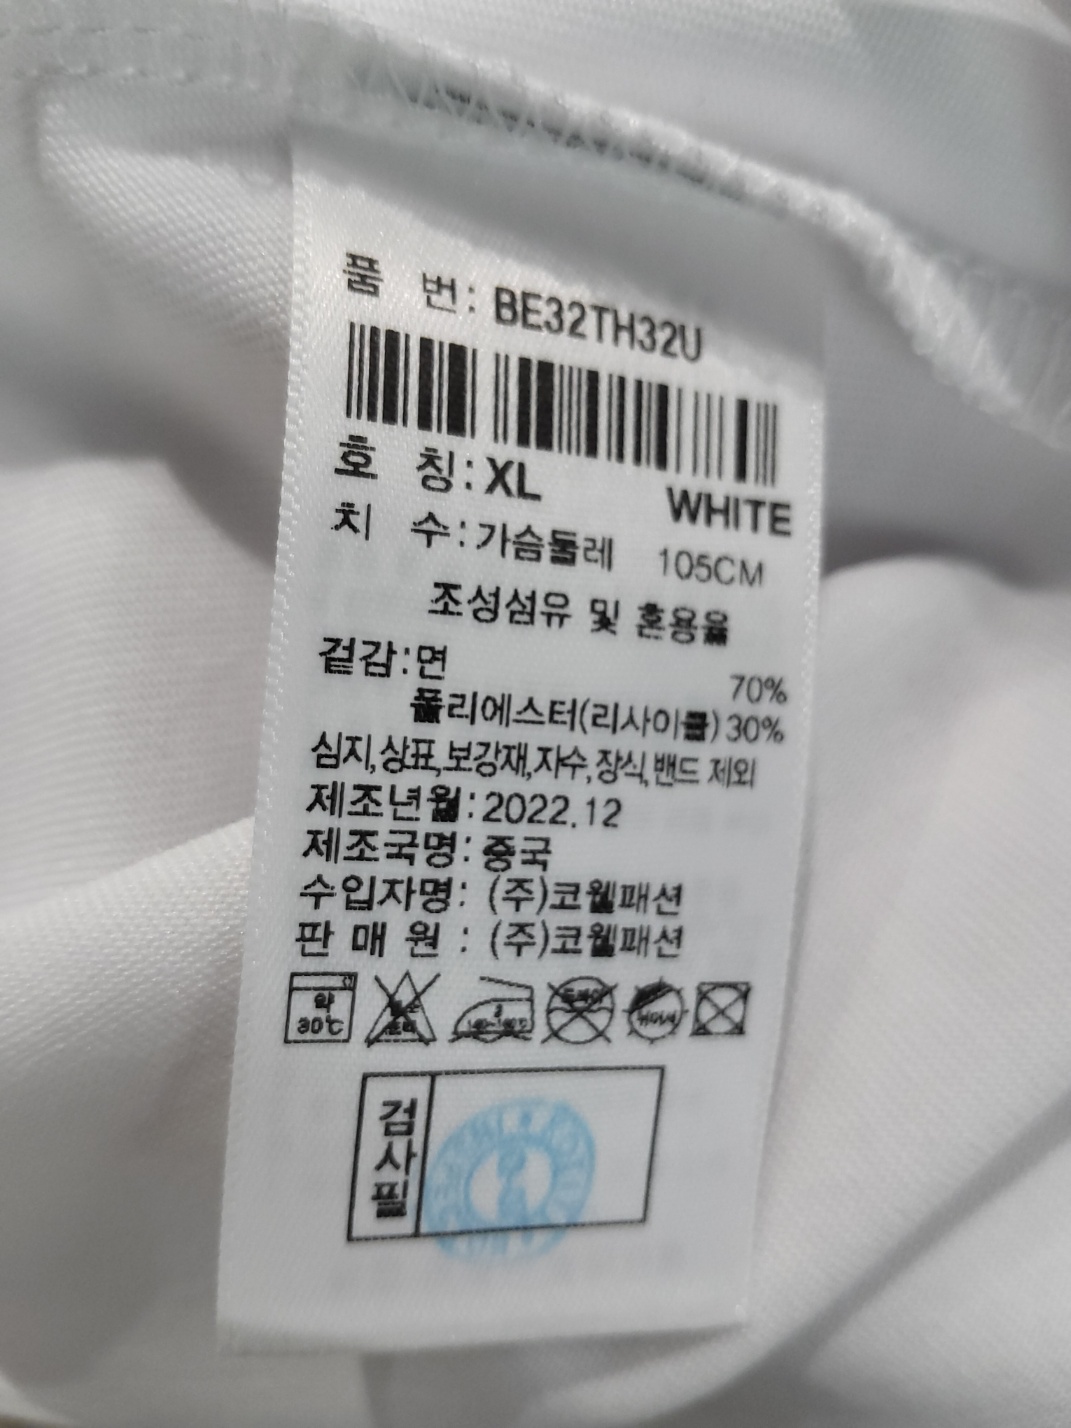 품 번: BE32TH32U
호 칭: XL WHITE
치 수: 가슴둘레 105CM
조성섬유 및 혼용율
겉감: 면 70%
폴리에스터(리사이클) 30%
심지,상표,보강재,자수,장식,밴드 제외
제조년월: 2022.12
제조국명: 중국
수입자명: (주)코웰패션
판 매 원 : (주)코웰패션
약 30℃
검사필